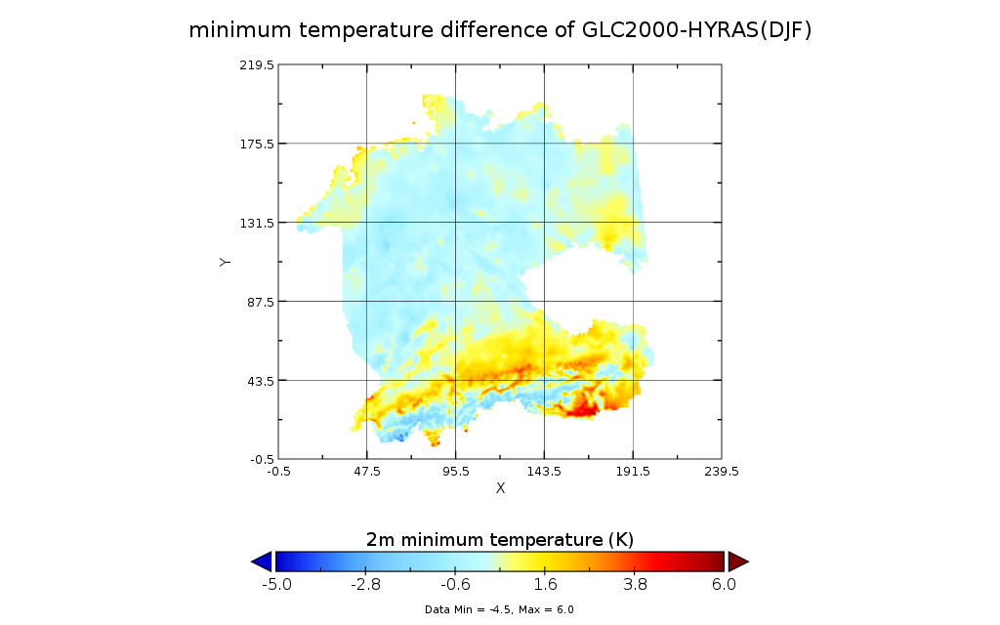 minimum temperature difference of GLC2000-HYRAS(DJF)
219.5
175.5
131.5
Y
87.5
43.5
-0.5
-0.5 47.5 95.5 143.5 191.5 239.5
X
2m minimum temperature (K)
-5.0 -2.8 -0.6 1.6 3.8 6.0
Data Min = -4.5, Max = 6.0